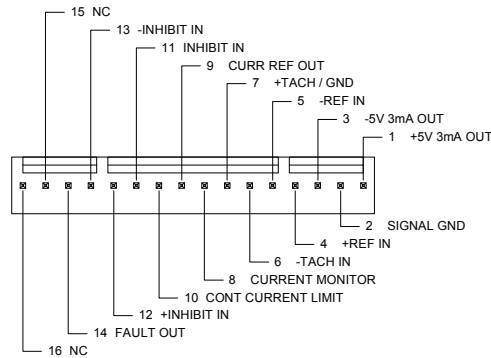 15 NC
13 -INHIBIT IN
11 INHIBIT IN
9 CURR REF OUT
7 +TACH / GND
5 -REF IN
3 -5V 3mA OUT
1 +5V 3mA OUT
2 SIGNAL GND
4 +REF IN
6 -TACH IN
8 CURRENT MONITOR
10 CONT CURRENT LIMIT
12 +INHIBIT IN
14 FAULT OUT
16 NC